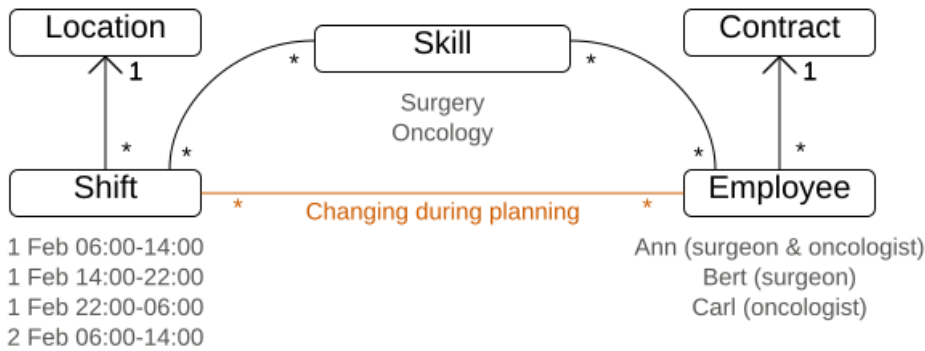 Location
Skill
Contract
1
*
*
1
Surgery
Oncology
*
*
*
*
Shift
Employee
*
Changing during planning
*
1 Feb 06:00-14:00
1 Feb 14:00-22:00
1 Feb 22:00-06:00
2 Feb 06:00-14:00
Ann (surgeon & oncologist)
Bert (surgeon)
Carl (oncologist)